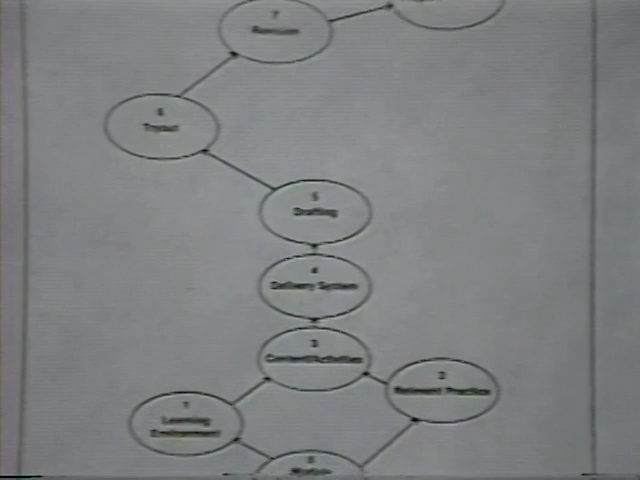 7
Revision
6
Tryout
5
Drafting
4
Delivery System
3
Content/Activities
2
Relevant Practice
1
Learning
Environment